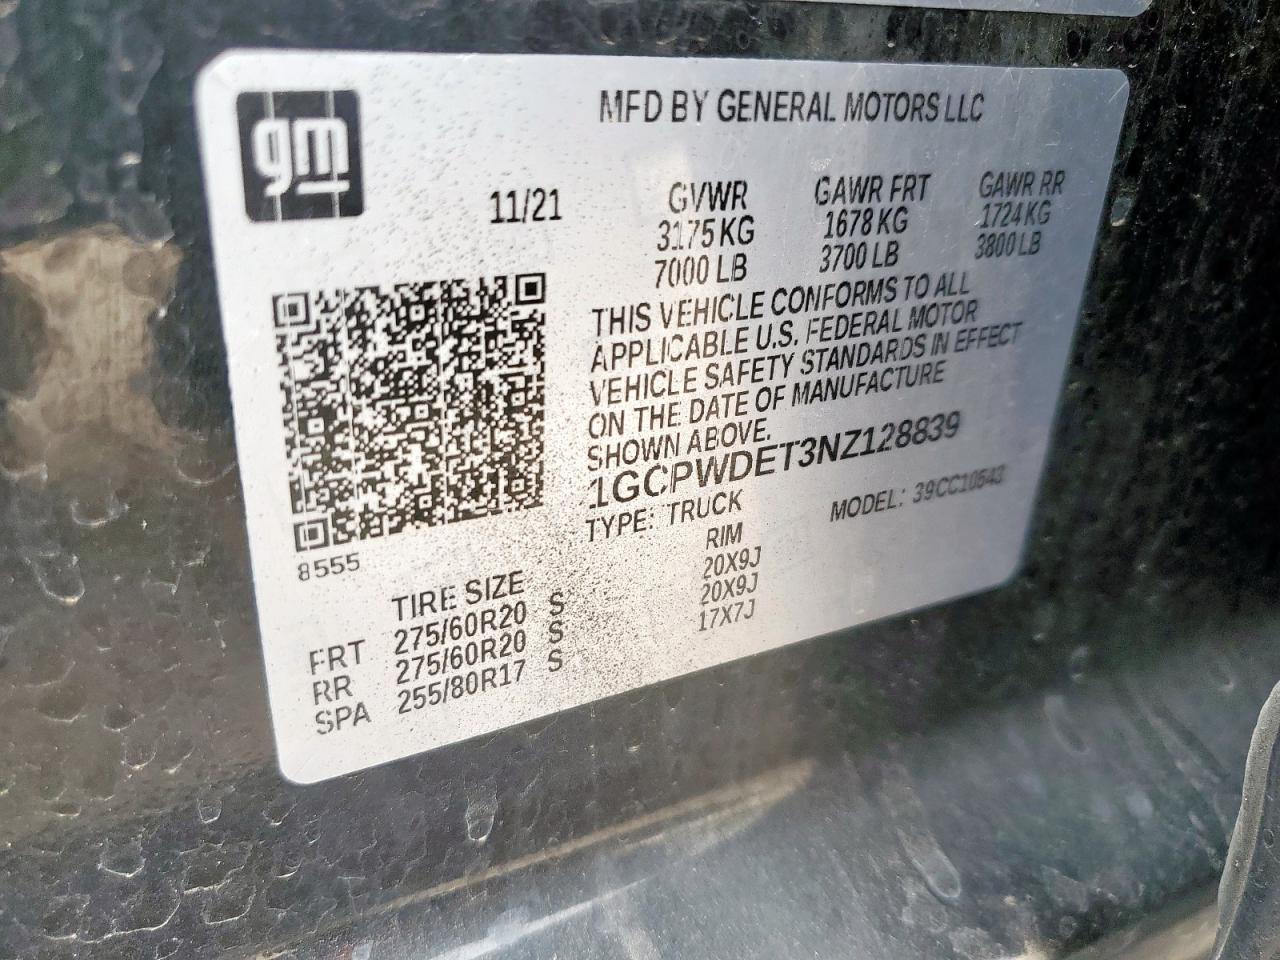 gm
MFD BY GENERAL MOTORS LLC
11/21 GVWR GAWR FRT GAWR RR
3175 KG 1678 KG 1724 KG
7000 LB 3700 LB 3800 LB
THIS VEHICLE CONFORMS TO ALL
APPLICABLE U.S. FEDERAL MOTOR
VEHICLE SAFETY STANDARDS IN EFFECT
ON THE DATE OF MANUFACTURE
SHOWN ABOVE.
1GCPWDET3NZ128839
TYPE: TRUCK MODEL: 39CC10543
8555
TIRE SIZE RIM
FRT 275/60R20 S 20X9J
RR 275/60R20 S 20X9J
SPA 255/80R17 S 17X7J